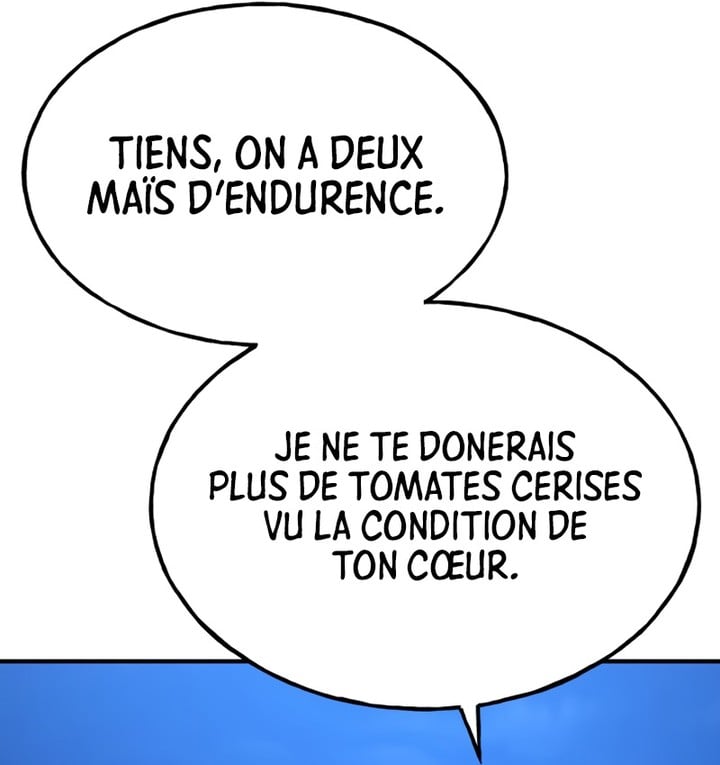 TIENS, ON A DEUX
MAÏS D'ENDURENCE.
JE NE TE DONERAIS
PLUS DE TOMATES CERISES
VU LA CONDITION DE
TON CŒUR.